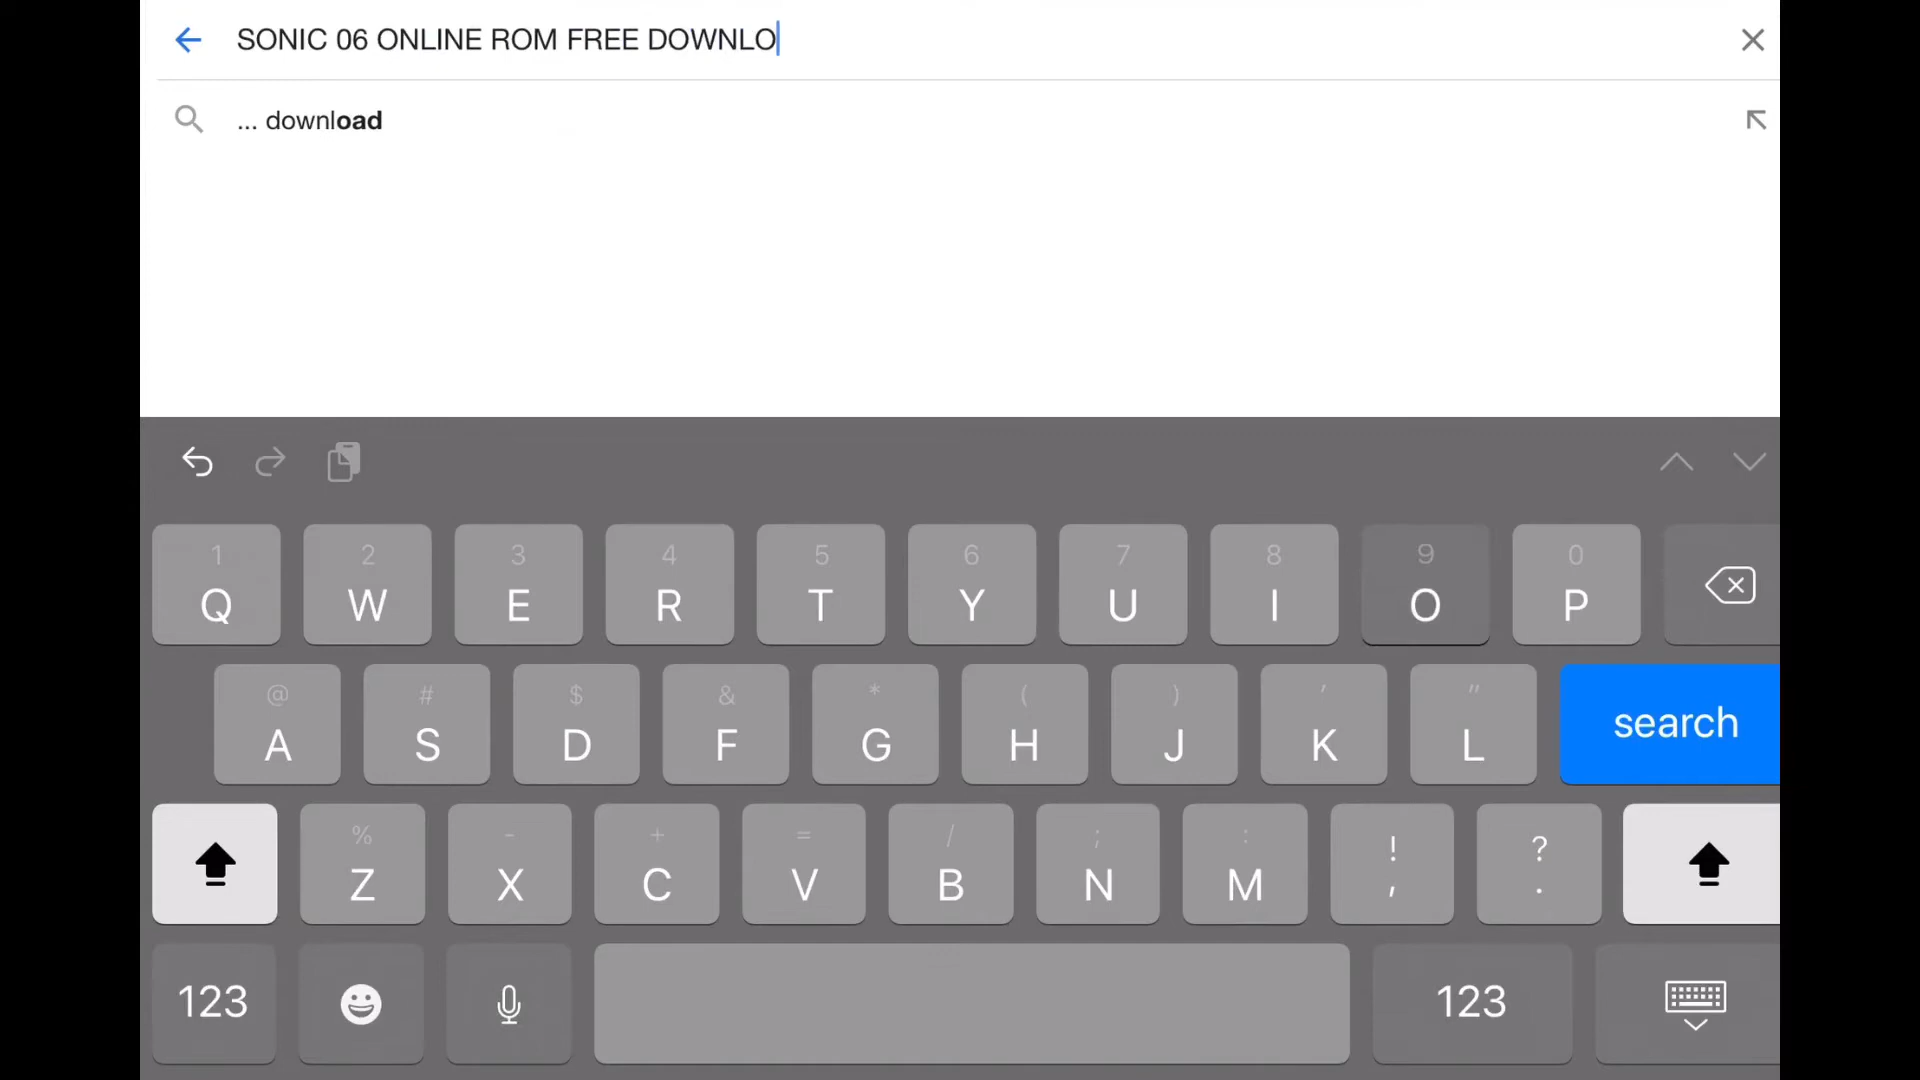 SONIC 06 ONLINE ROM FREE DOWNLO
... download
1 2 3 4 5 6 7 8 9 0
Q W E R T Y U I O P
@ # $ & * ( ) ' "
A S D F G H J K L search
% - + = / ; : ! ?
Z X C V B N M , .
123 123